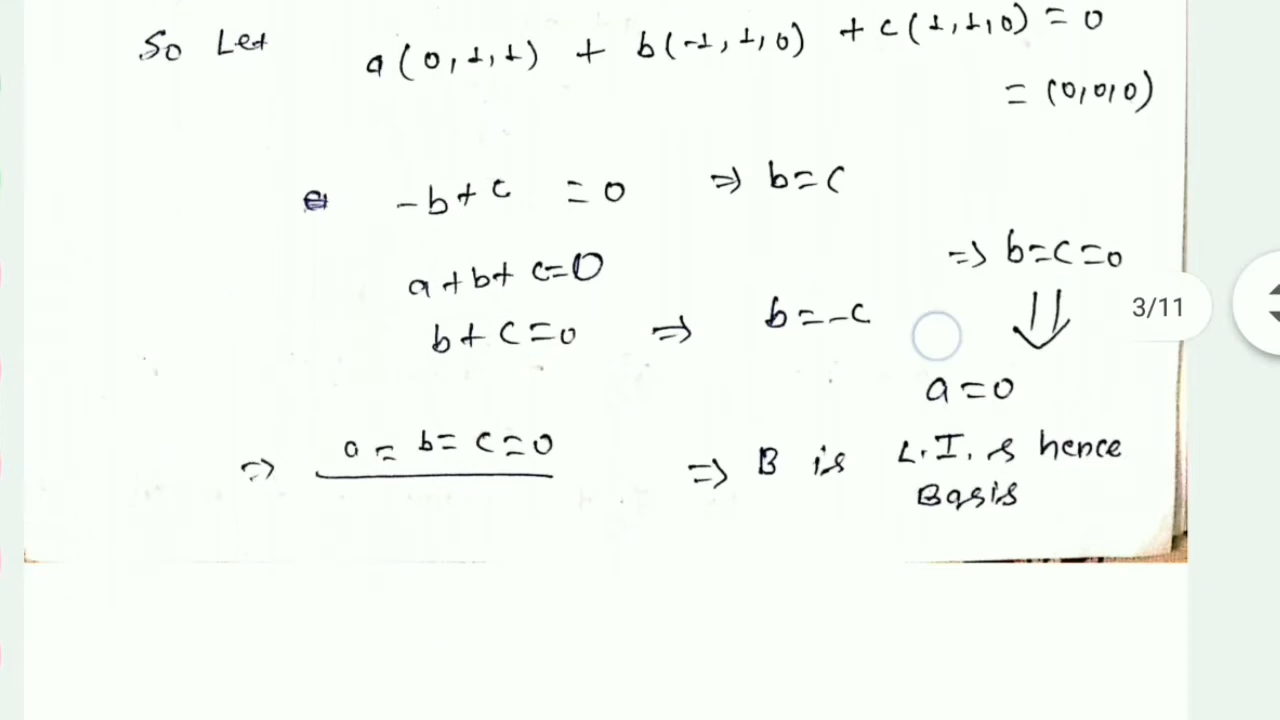 So Let a(0,1,1) + b(-1,1,0) + c(1,1,0) = 0
= (0,0,0)
-b+c = 0 => b=c
a+b+c=0 => b=c=0
b+c=0 => b=-c
3/11
a=0
=> a=b=c=0 => B is L.I. & hence
Basis